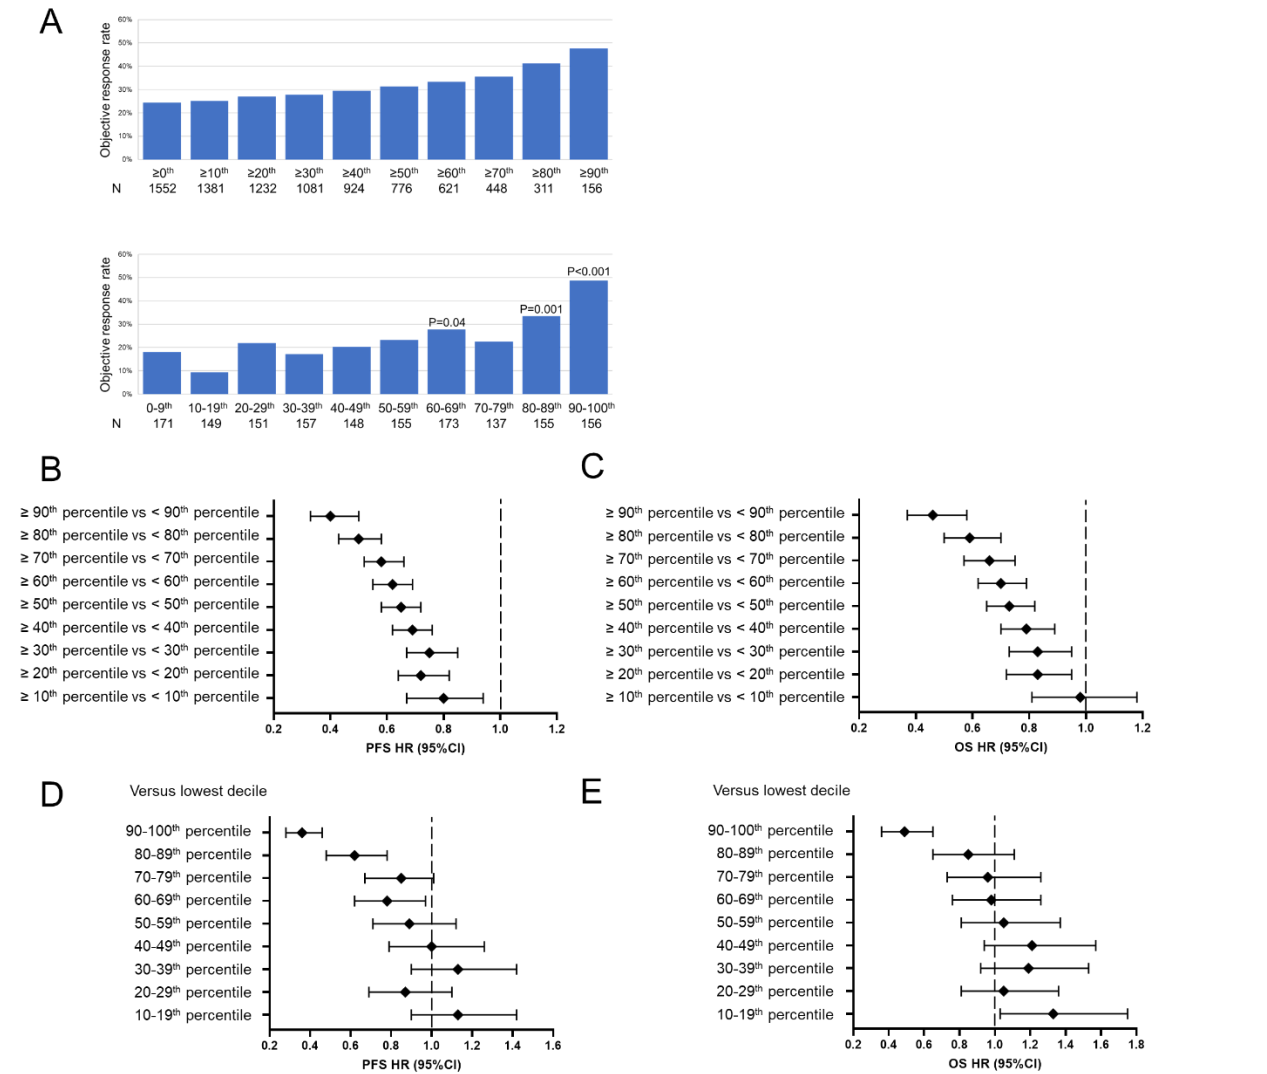 A
Objective response rate
60%
50%
40%
30%
20%
10%
0%
≥0th ≥10th ≥20th ≥30th ≥40th ≥50th ≥60th ≥70th ≥80th ≥90th
N 1552 1381 1232 1081 924 776 621 448 311 156
Objective response rate
60%
50%
40%
30%
20%
10%
0%
P=0.04 P=0.001 P<0.001
0-9th 10-19th 20-29th 30-39th 40-49th 50-59th 60-69th 70-79th 80-89th 90-100th
N 171 149 151 157 148 155 173 137 155 156
B
≥ 90th percentile vs < 90th percentile
≥ 80th percentile vs < 80th percentile
≥ 70th percentile vs < 70th percentile
≥ 60th percentile vs < 60th percentile
≥ 50th percentile vs < 50th percentile
≥ 40th percentile vs < 40th percentile
≥ 30th percentile vs < 30th percentile
≥ 20th percentile vs < 20th percentile
≥ 10th percentile vs < 10th percentile
0.2 0.4 0.6 0.8 1.0 1.2
PFS HR (95%CI)
C
≥ 90th percentile vs < 90th percentile
≥ 80th percentile vs < 80th percentile
≥ 70th percentile vs < 70th percentile
≥ 60th percentile vs < 60th percentile
≥ 50th percentile vs < 50th percentile
≥ 40th percentile vs < 40th percentile
≥ 30th percentile vs < 30th percentile
≥ 20th percentile vs < 20th percentile
≥ 10th percentile vs < 10th percentile
0.2 0.4 0.6 0.8 1.0 1.2
OS HR (95%CI)
D
Versus lowest decile
90-100th percentile
80-89th percentile
70-79th percentile
60-69th percentile
50-59th percentile
40-49th percentile
30-39th percentile
20-29th percentile
10-19th percentile
0.2 0.4 0.6 0.8 1.0 1.2 1.4 1.6
PFS HR (95%CI)
E
Versus lowest decile
90-100th percentile
80-89th percentile
70-79th percentile
60-69th percentile
50-59th percentile
40-49th percentile
30-39th percentile
20-29th percentile
10-19th percentile
0.2 0.4 0.6 0.8 1.0 1.2 1.4 1.6 1.8
OS HR (95%CI)